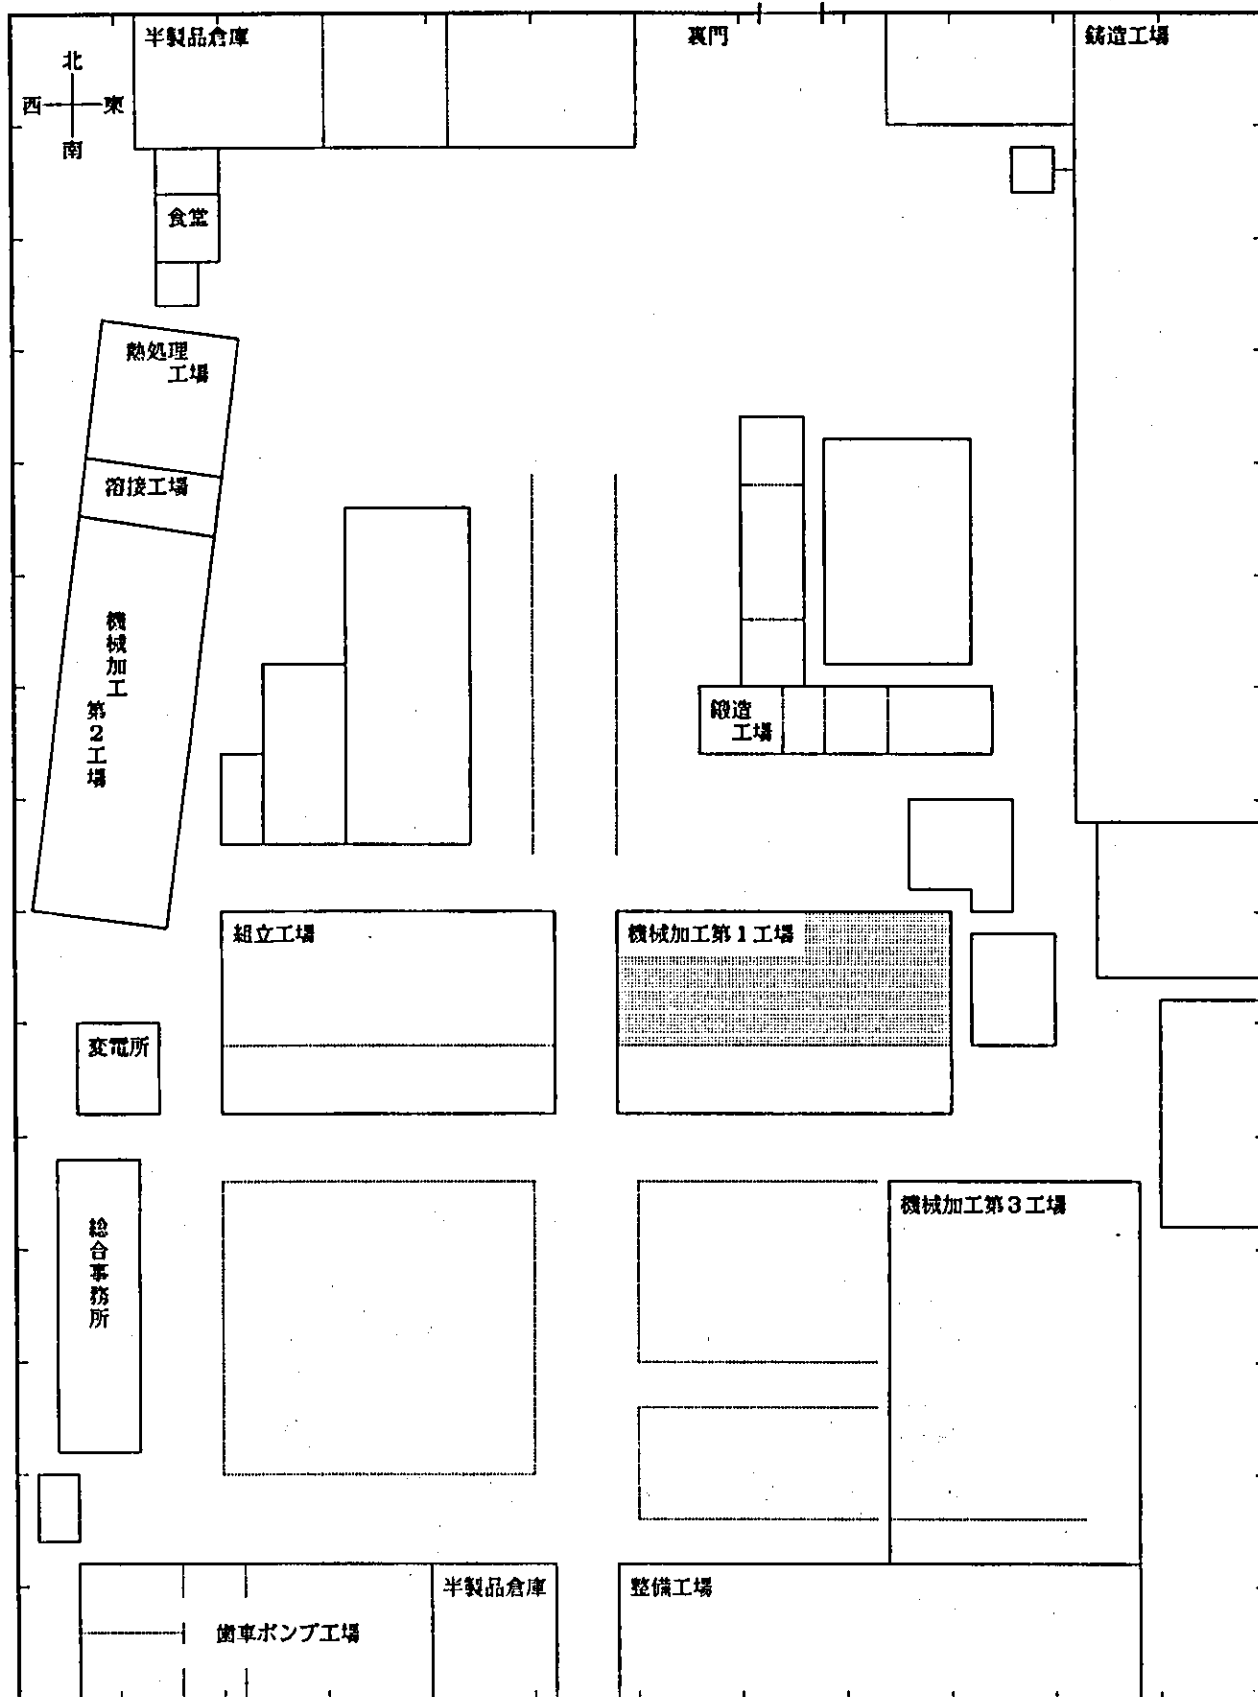 半製品倉庫
裏門
鋳造工場
北
西
東
南
食堂
熱処理
工場
溶接工場
機械加工
第2工場
鍛造
工場
組立工場
機械加工第1工場
変電所
機械加工第3工場
総合事務所
半製品倉庫
整備工場
歯車ポンプ工場